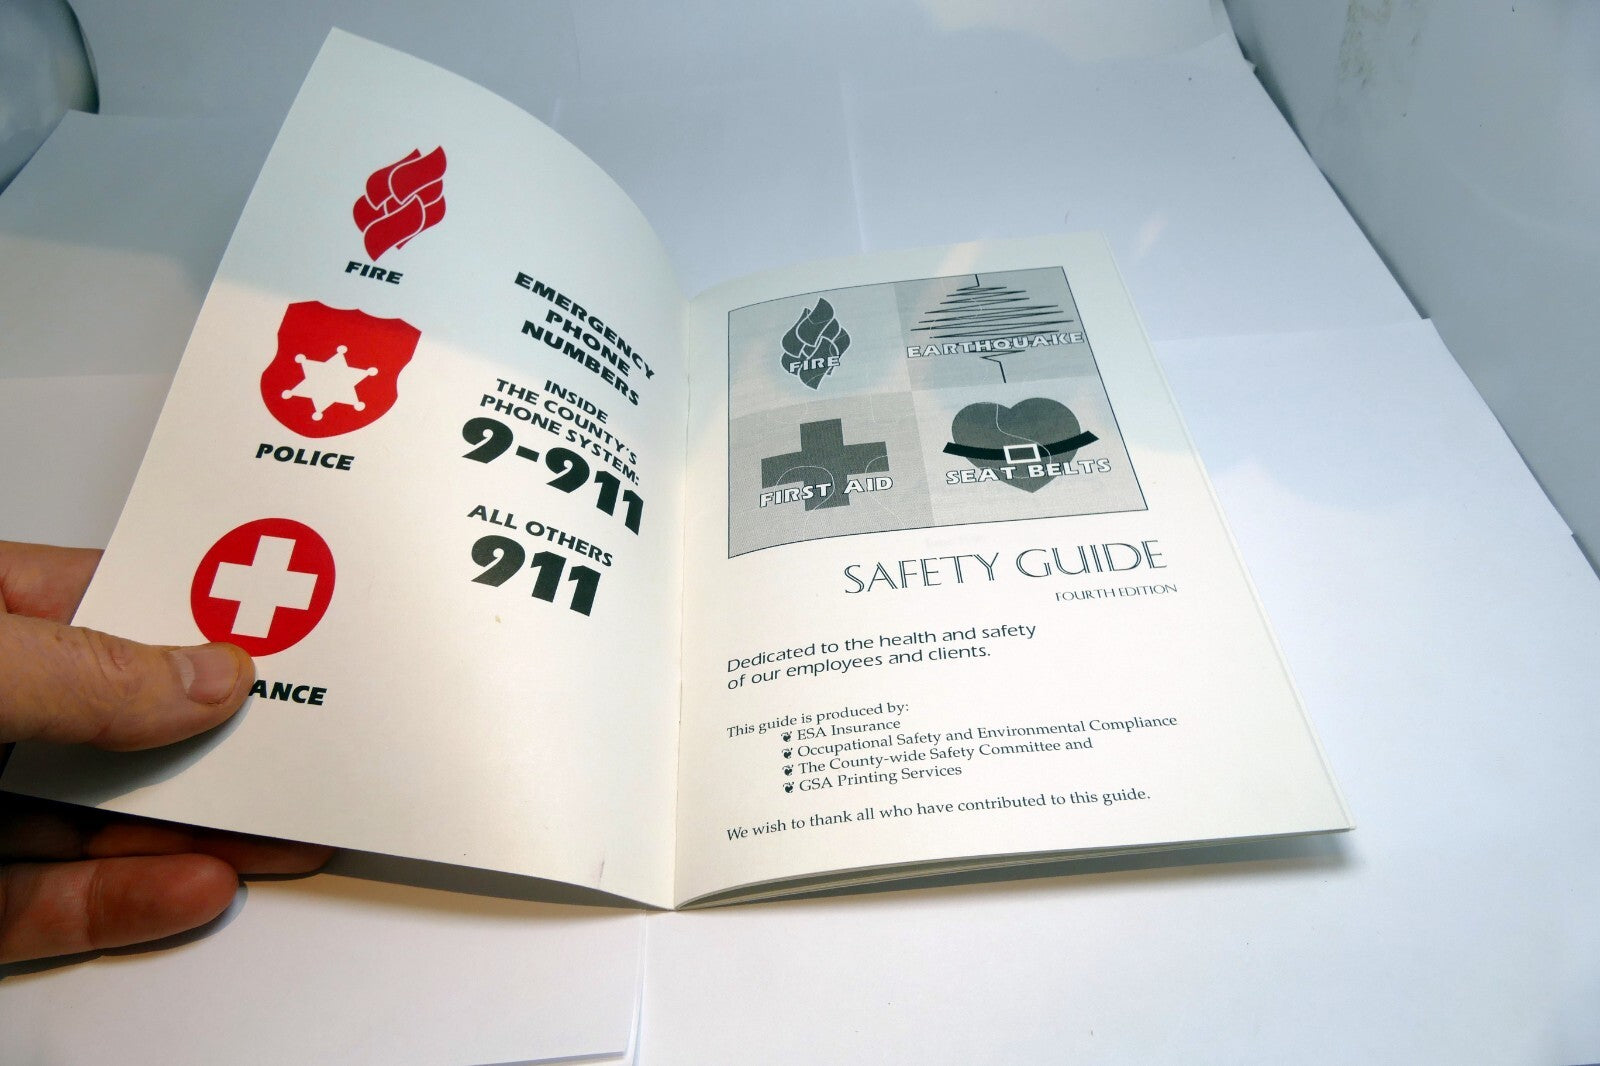 FIRE
POLICE
ANCE
EMERGENCY
PHONE
NUMBERS
INSIDE
THE COUNTY'S
PHONE SYSTEM:
9-911
ALL OTHERS
911
FIRE
EARTHQUAKE
FIRST AID
SEAT BELTS
SAFETY GUIDE
FOURTH EDITION
Dedicated to the health and safety
of our employees and clients.
This guide is produced by:
❦ ESA Insurance
❦ Occupational Safety and Environmental Compliance
❦ The County-wide Safety Committee and
❦ GSA Printing Services
We wish to thank all who have contributed to this guide.